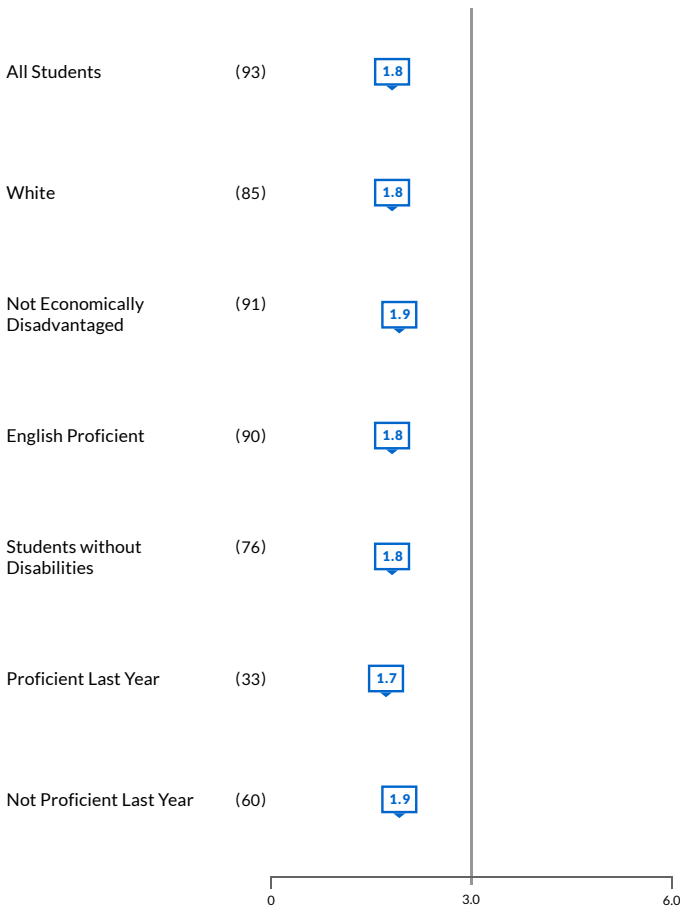 All Students (93) 1.8
White (85) 1.8
Not Economically (91) 1.9
Disadvantaged
English Proficient (90) 1.8
Students without (76) 1.8
Disabilities
Proficient Last Year (33) 1.7
Not Proficient Last Year (60) 1.9
0 3.0 6.0